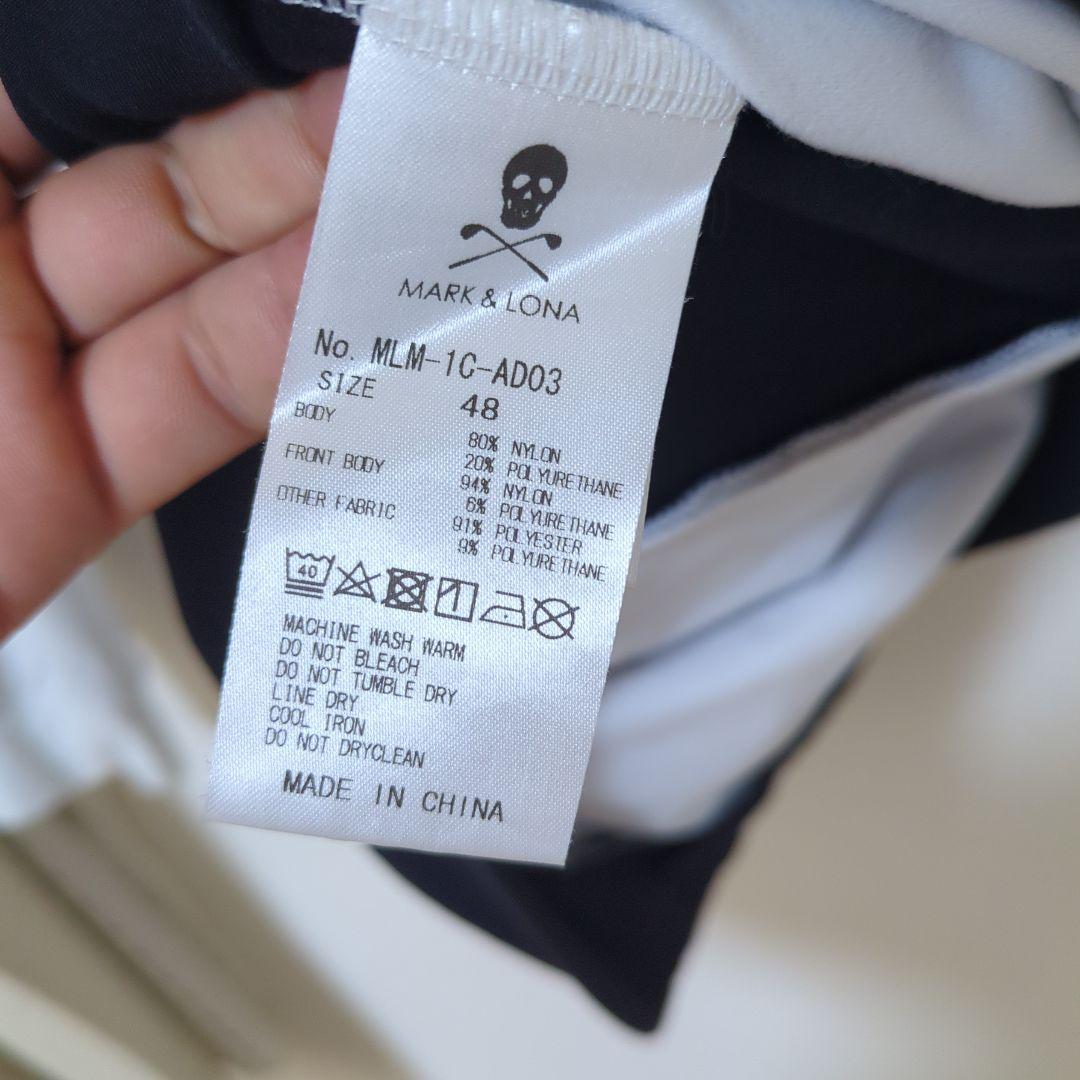 MARK & LONA
No. MLM-1C-AD03
SIZE 48
BODY 80% NYLON
20% POLYURETHANE
FRONT BODY 94% NYLON
6% POLYURETHANE
OTHER FABRIC 91% POLYESTER
9% POLYURETHANE
40
MACHINE WASH WARM
DO NOT BLEACH
DO NOT TUMBLE DRY
LINE DRY
COOL IRON
DO NOT DRYCLEAN
MADE IN CHINA